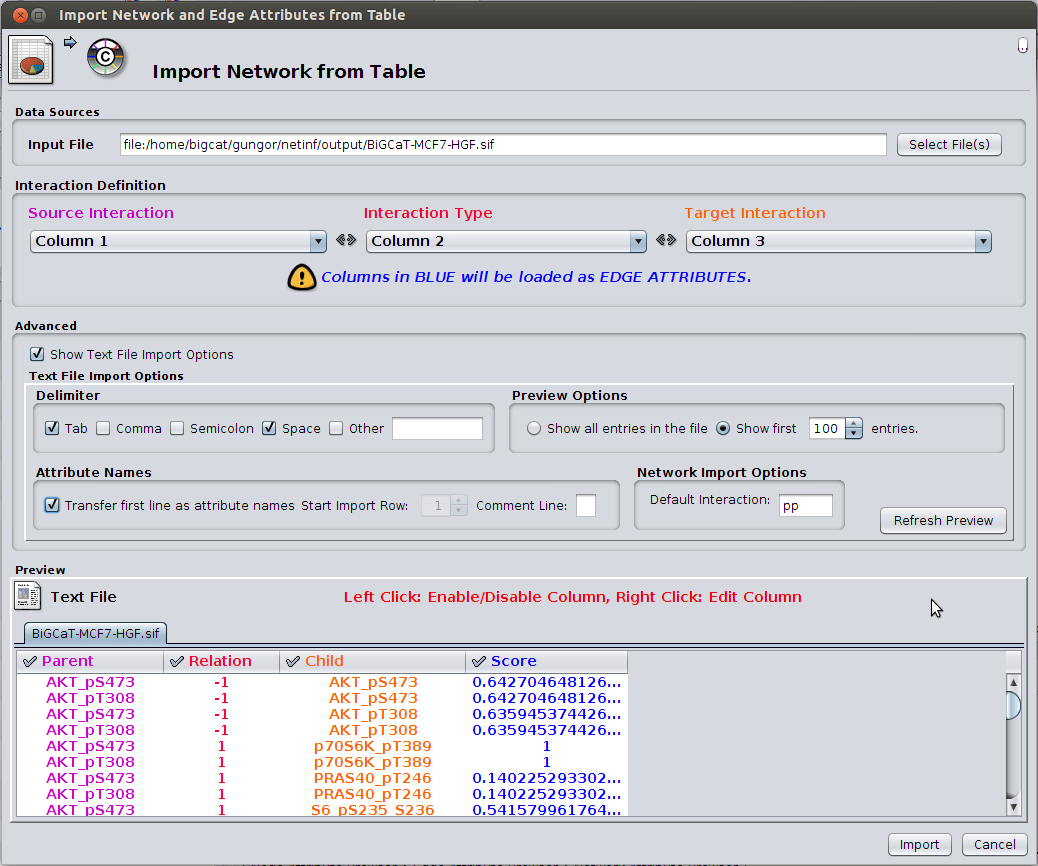 Import Network and Edge Attributes from Table
Import Network from Table
Data Sources
Input File file:/home/bigcat/gungor/netinf/output/BiGCaT-MCF7-HGF.sif Select File(s)
Interaction Definition
Source Interaction Interaction Type Target Interaction
Column 1 Column 2 Column 3
Columns in BLUE will be loaded as EDGE ATTRIBUTES.
Advanced
Show Text File Import Options
Text File Import Options
Delimiter Preview Options
Tab Comma Semicolon Space Other Show all entries in the file Show first 100 entries.
Attribute Names Network Import Options
Transfer first line as attribute names Start Import Row: 1 Comment Line: Default Interaction: pp
Refresh Preview
Preview
Text File Left Click: Enable/Disable Column, Right Click: Edit Column
BiGCaT-MCF7-HGF.sif
Parent Relation Child Score
AKT_pS473 -1 AKT_pS473 0.642704648126...
AKT_pT308 -1 AKT_pS473 0.642704648126...
AKT_pS473 -1 AKT_pT308 0.635945374426...
AKT_pT308 -1 AKT_pT308 0.635945374426...
AKT_pS473 1 p70S6K_pT389 1
AKT_pT308 1 p70S6K_pT389 1
AKT_pS473 1 PRAS40_pT246 0.140225293302...
AKT_pT308 1 PRAS40_pT246 0.140225293302...
AKT_pS473 1 S6_pS235_S236 0.541579961764...
Import Cancel